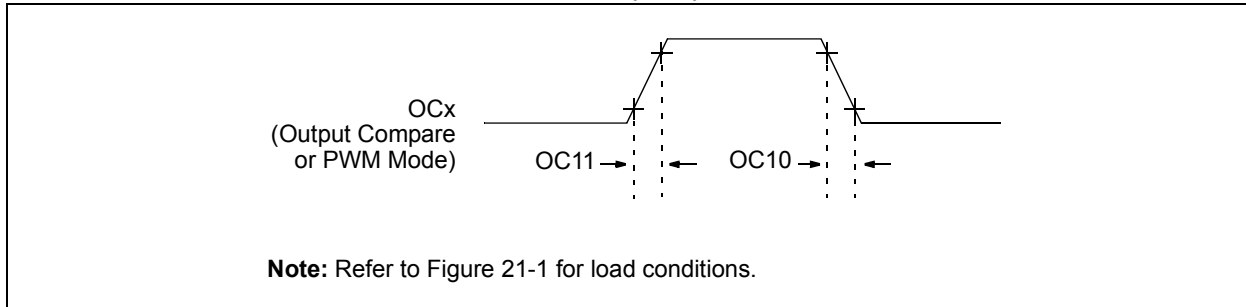 OCx
(Output Compare
or PWM Mode)
OC11
OC10
Note: Refer to Figure 21-1 for load conditions.